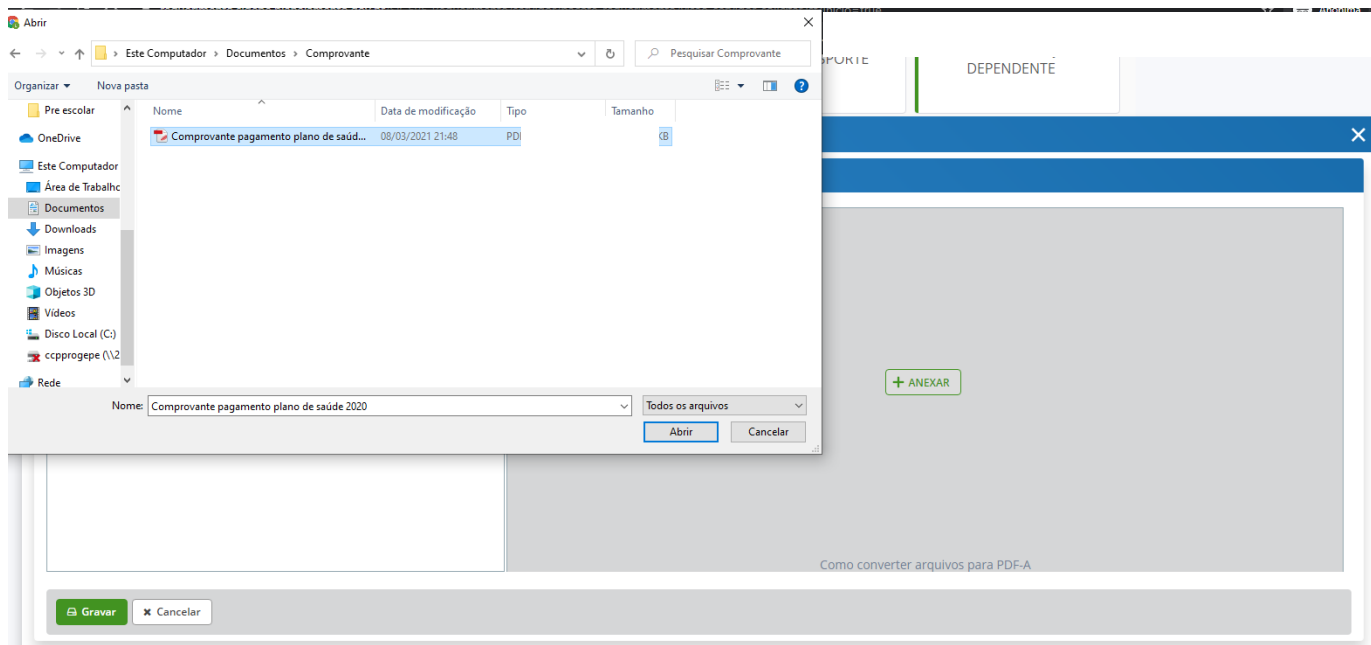 Abrir
Este Computador > Documentos > Comprovante
Pesquisar Comprovante
Organizar
Nova pasta
Pre escolar
OneDrive
Este Computador
Área de Trabalho
Documentos
Downloads
Imagens
Músicas
Objetos 3D
Vídeos
Disco Local (C:)
ccpprogepe (\\2
Rede
Nome
Data de modificação
Tipo
Tamanho
Comprovante pagamento plano de saúd...
08/03/2021 21:48
PD
KB
Nome:
Comprovante pagamento plano de saúde 2020
Todos os arquivos
Abrir
Cancelar
Anônima
DEPENDENTE
+ ANEXAR
Como converter arquivos para PDF-A
Gravar
Cancelar